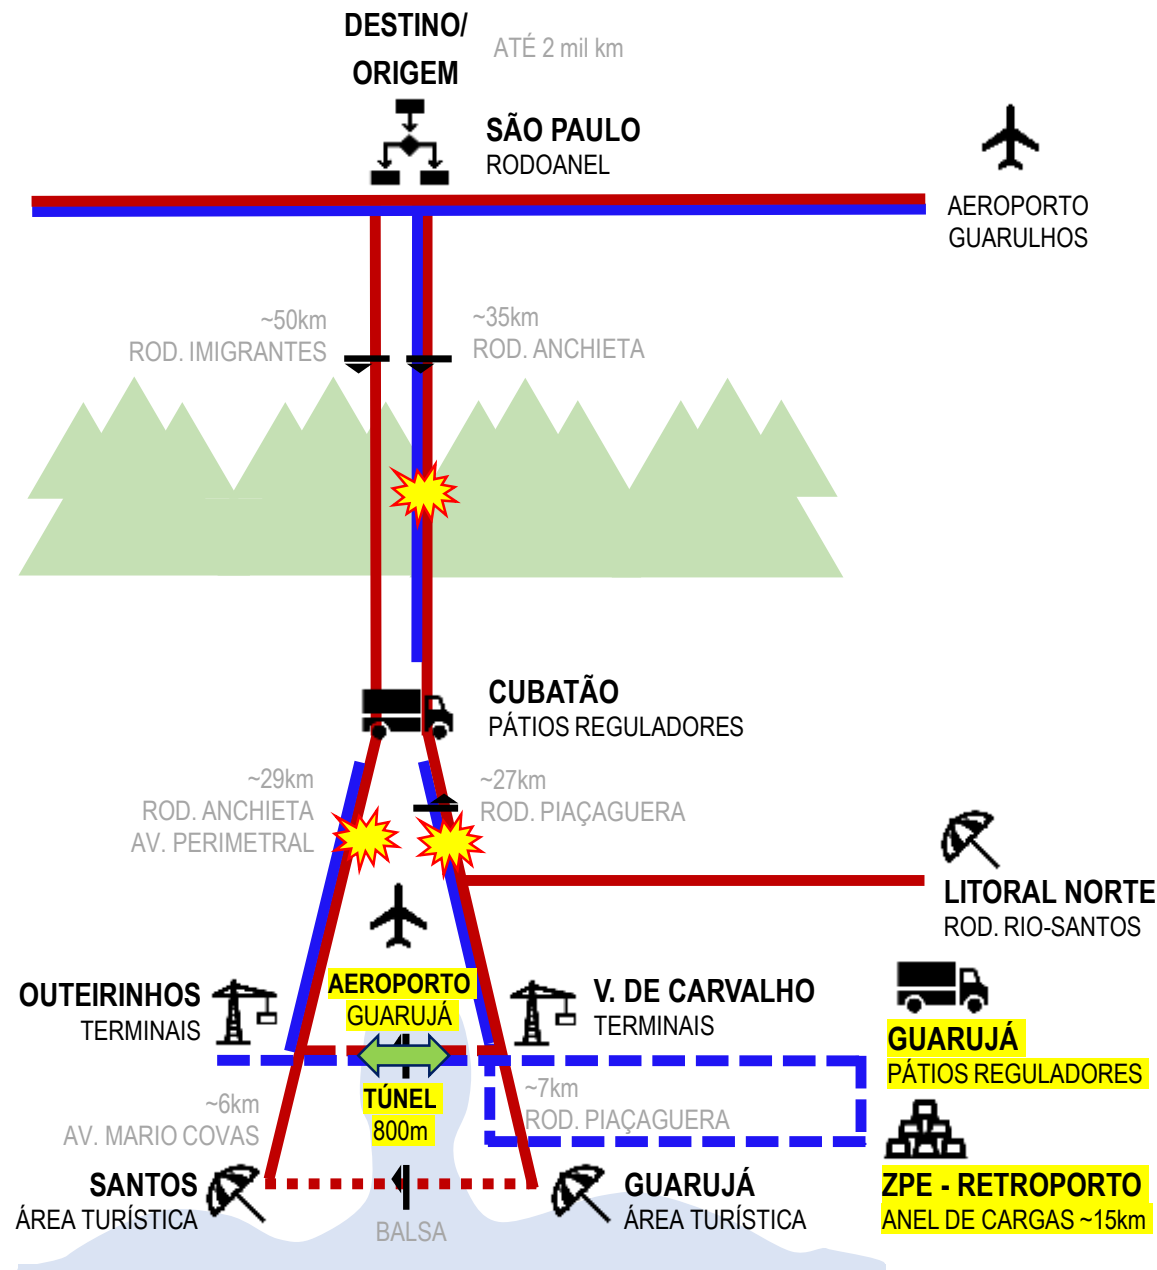 DESTINO/
ORIGEM
ATÉ 2 mil km
SÃO PAULO
RODOANEL
AEROPORTO
GUARULHOS
~50km
ROD. IMIGRANTES
~35km
ROD. ANCHIETA
CUBATÃO
PÁTIOS REGULADORES
~29km
ROD. ANCHIETA
AV. PERIMETRAL
~27km
ROD. PIAÇAGUERA
LITORAL NORTE
ROD. RIO-SANTOS
OUTEIRINHOS
TERMINAIS
AEROPORTO
GUARUJÁ
V. DE CARVALHO
TERMINAIS
GUARUJÁ
PÁTIOS REGULADORES
TÚNEL
800m
~6km
AV. MARIO COVAS
~7km
ROD. PIAÇAGUERA
SANTOS
ÁREA TURÍSTICA
BALSA
GUARUJÁ
ÁREA TURÍSTICA
ZPE - RETROPORTO
ANEL DE CARGAS ~15km